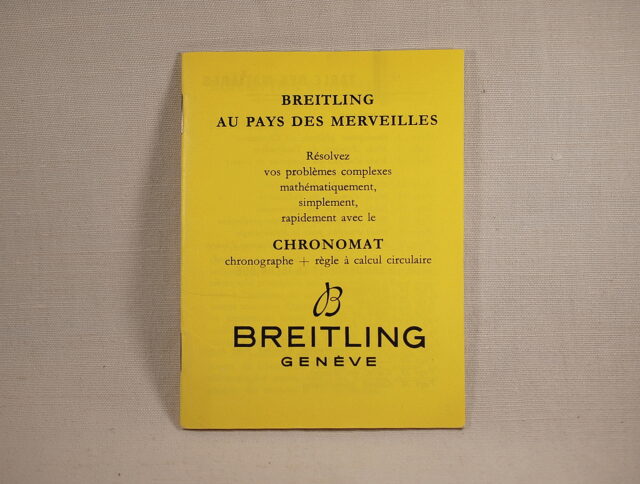 BREITLING
AU PAYS DES MERVEILLES
Résolvez
vos problèmes complexes
mathématiquement,
simplement,
rapidement avec le
CHRONOMAT
chronographe + règle à calcul circulaire
B
BREITLING
GENÈVE